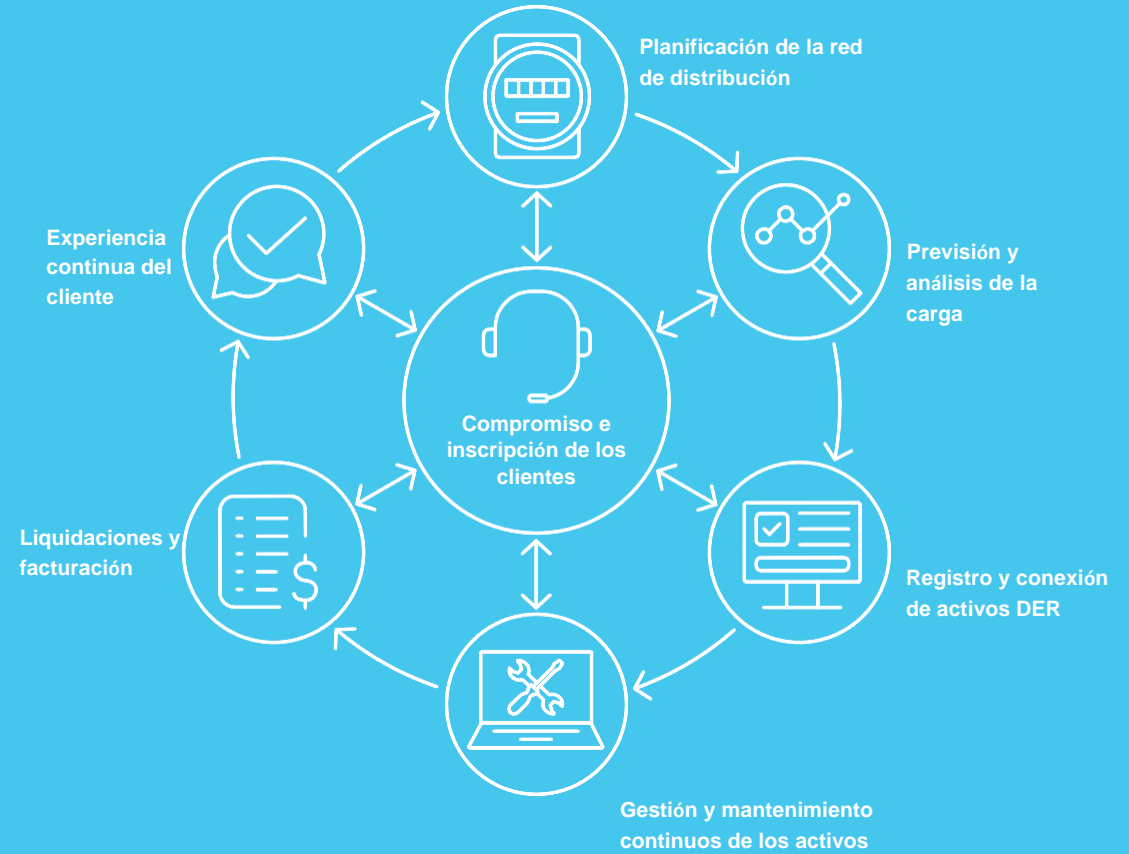 Planificación de la red
de distribución
Previsión y
análisis de la
carga
Registro y conexión
de activos DER
Gestión y mantenimiento
continuos de los activos
Liquidaciones y
facturación
$
Experiencia
continua del
cliente
Compromiso e
inscripción de los
clientes